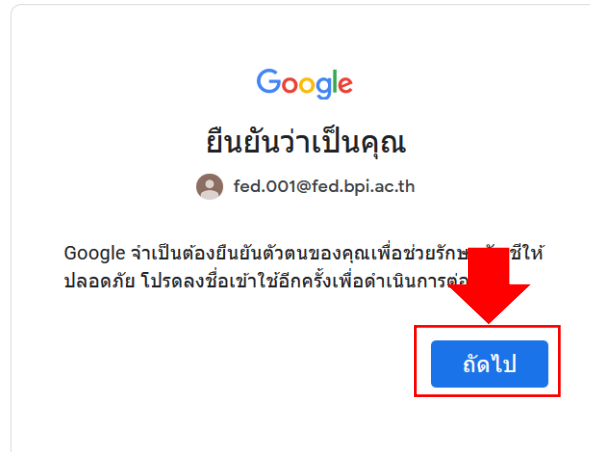 Google
ยืนยันว่าเป็นคุณ
fed.001@fed.bpi.ac.th
Google จำเป็นต้องยืนยันตัวตนของคุณเพื่อช่วย
ปลอดภัย โปรดลงชื่อเข้าใช้อีกครั้งเพื่อดำเนินการต่อ
ถัดไป